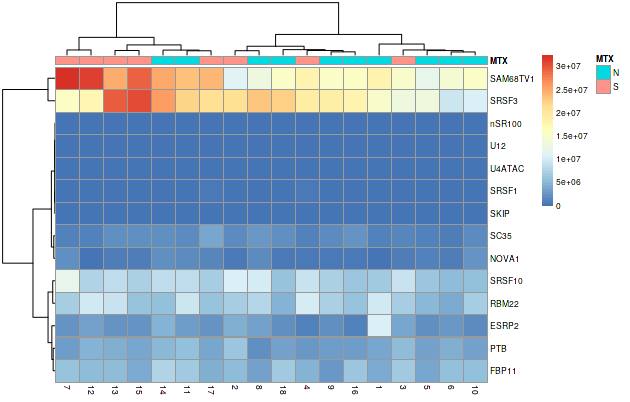 MTX
SAM68TV1
SRSF3
nSR100
U12
U4ATAC
SRSF1
SKIP
SC35
NOVA1
SRSF10
RBM22
ESRP2
PTB
FBP11
7 12 13 15 14 11 17 2 8 18 4 9 16 1 3 5 6 10
3e+07
2.5e+07
2e+07
1.5e+07
1e+07
5e+06
0
MTX
N
S